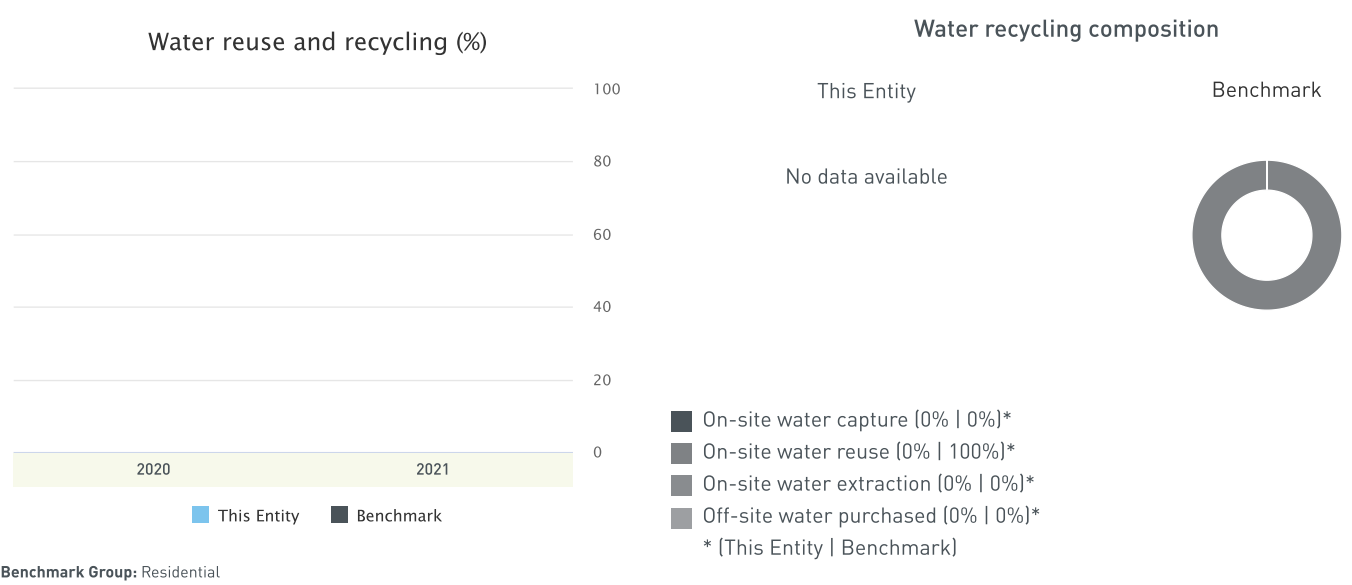 Water reuse and recycling (%)
100
80
60
40
20
0
2020 2021
This Entity Benchmark
Benchmark Group: Residential
Water recycling composition
This Entity Benchmark
No data available
On-site water capture (0% | 0%)*
On-site water reuse (0% | 100%)*
On-site water extraction (0% | 0%)*
Off-site water purchased (0% | 0%)*
* (This Entity | Benchmark)